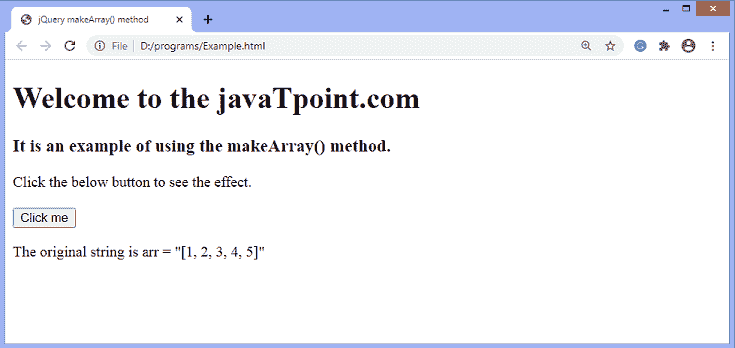 jQuery makeArray() method
File | D:/programs/Example.html
Welcome to the javaTpoint.com
It is an example of using the makeArray() method.
Click the below button to see the effect.
Click me
The original string is arr = "[1, 2, 3, 4, 5]"